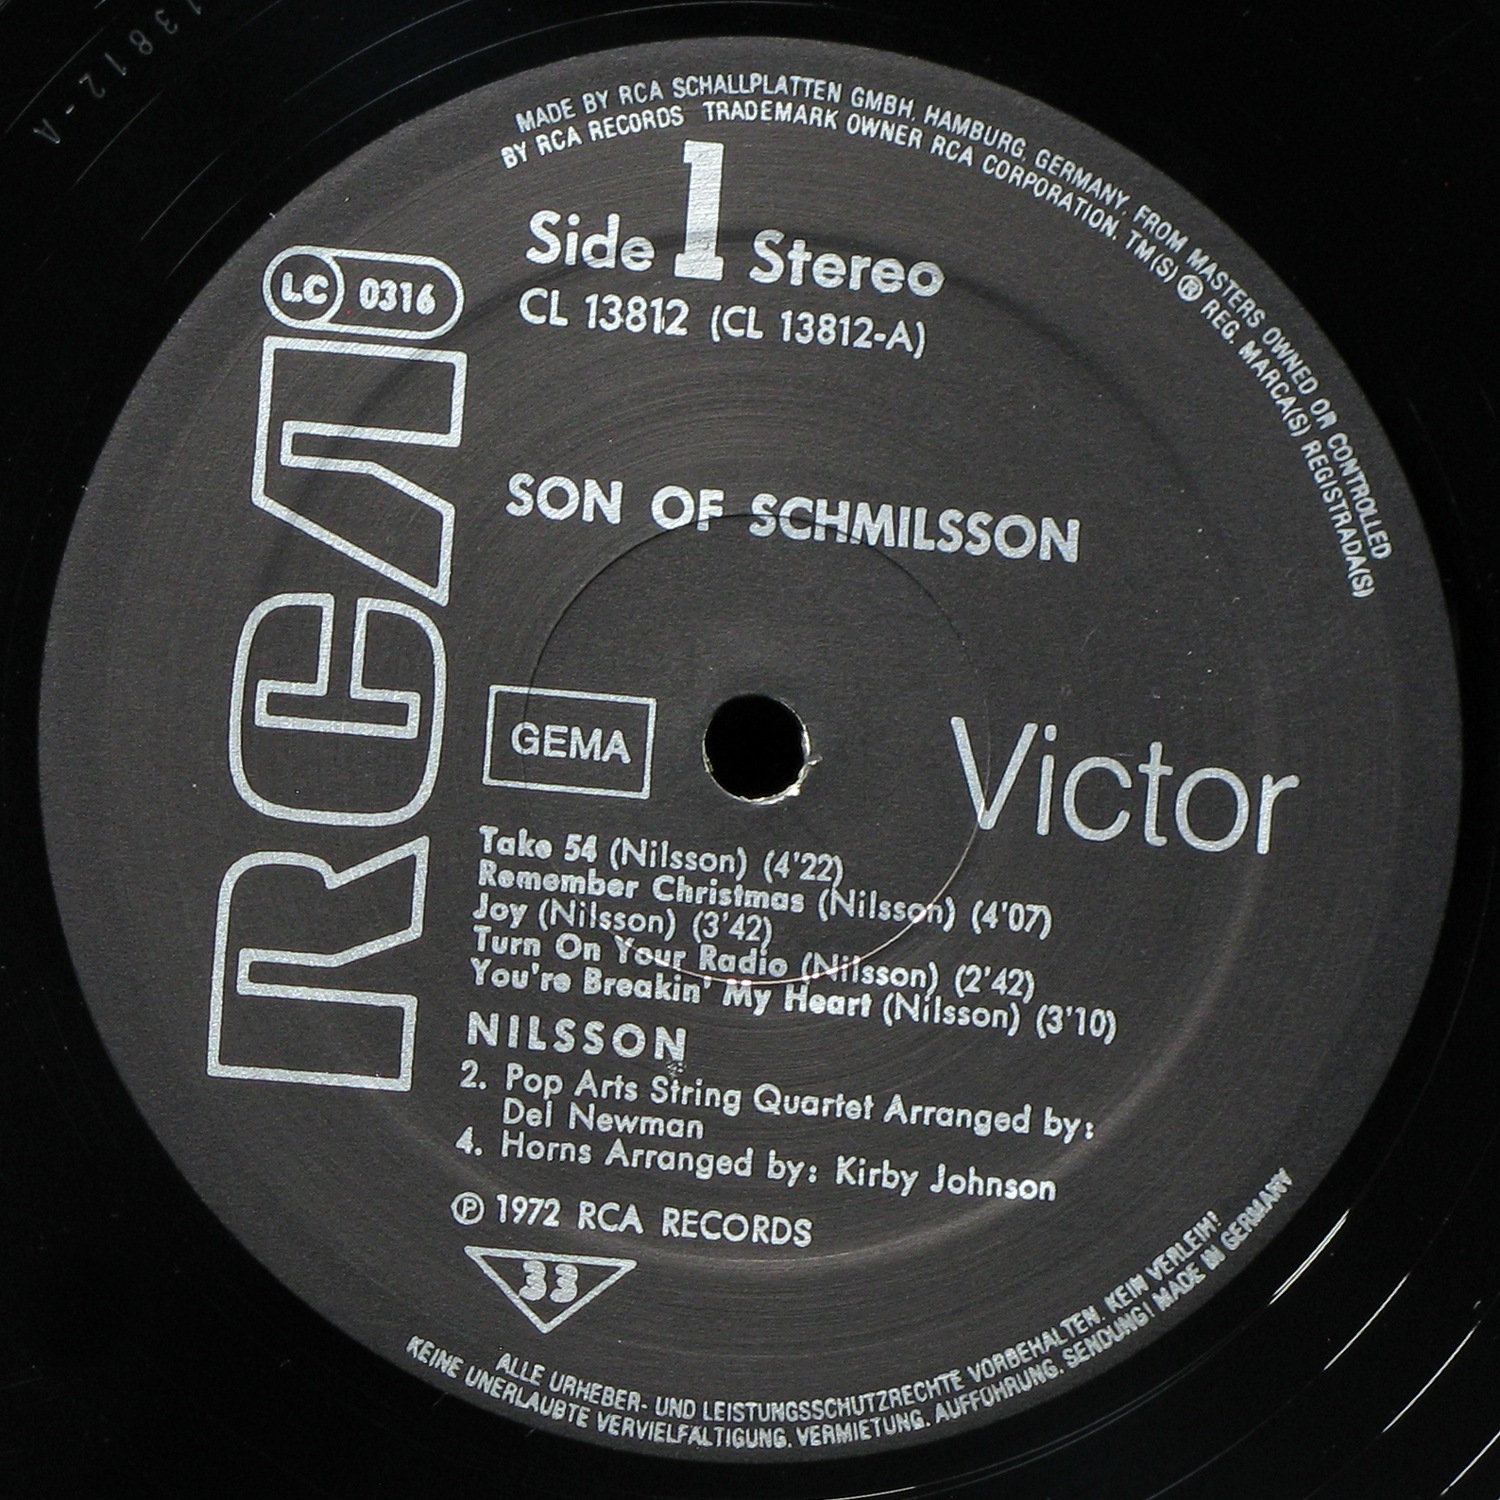 13812-A
MADE BY RCA SCHALLPLATTEN GMBH, HAMBURG, GERMANY, FROM MASTERS OWNED OR CONTROLLED
BY RCA RECORDS TRADEMARK OWNER RCA CORPORATION. TM(S) ® REG. MARCA(S) REGISTRADA(S)
Side 1 Stereo
LC 0316
CL 13812 (CL 13812-A)
RCA
SON OF SCHMILSSON
GEMA
Victor
Take 54 (Nilsson) (4'22)
Remember Christmas (Nilsson) (4'07)
Joy (Nilsson) (3'42)
Turn On Your Radio (Nilsson) (2'42)
You're Breakin' My Heart (Nilsson) (3'10)
NILSSON
2. Pop Arts String Quartet Arranged by:
Del Newman
4. Horns Arranged by: Kirby Johnson
℗ 1972 RCA RECORDS
33
ALLE URHEBER- UND LEISTUNGSSCHUTZRECHTE VORBEHALTEN. KEIN VERLEIH!
KEINE UNERLAUBTE VERVIELFÄLTIGUNG, VERMIETUNG, AUFFÜHRUNG, SENDUNG! MADE IN GERMANY